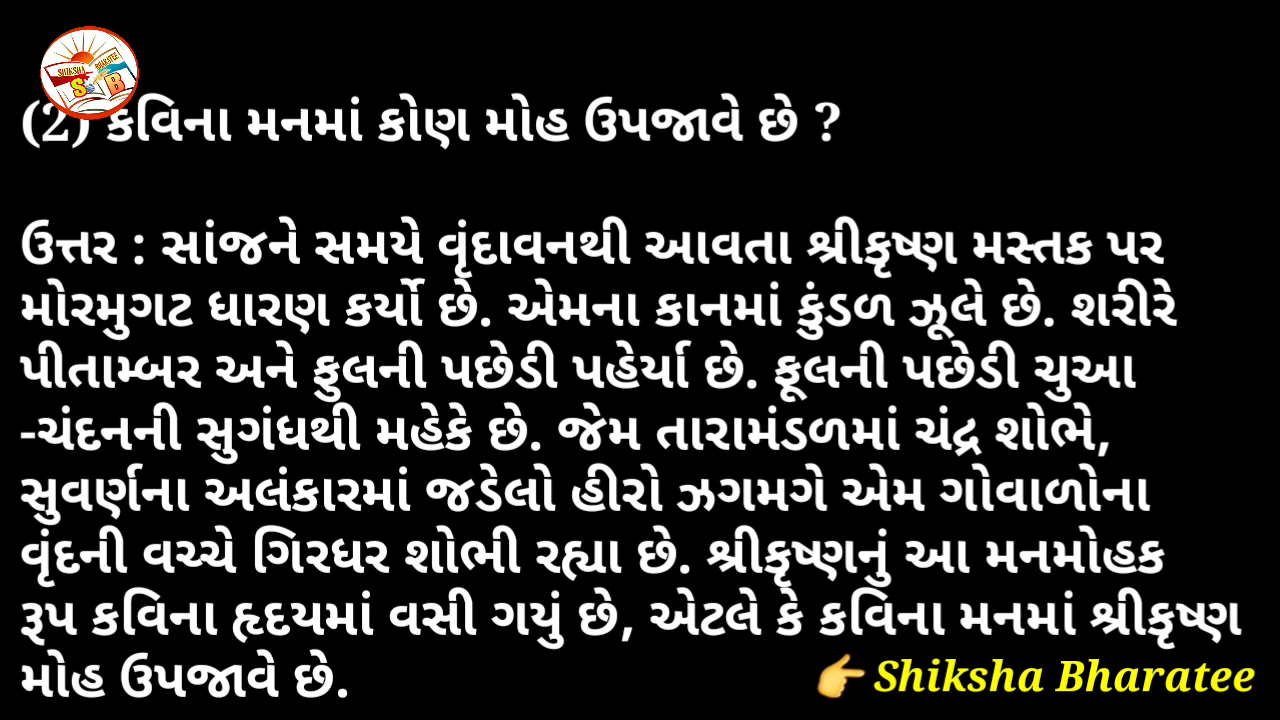 SHIKSHA BHARATEE
S B
(2) કવિના મનમાં કોણ મોહ ઉપજાવે છે ?
ઉત્તર : સાંજને સમયે વૃંદાવનથી આવતા શ્રીકૃષ્ણ મસ્તક પર
મોરમુગટ ધારણ કર્યો છે. એમના કાનમાં કુંડળ ઝૂલે છે. શરીરે
પીતામ્બર અને ફુલની પછેડી પહેર્યા છે. ફૂલની પછેડી ચુઆ
-ચંદનની સુગંધથી મહેકે છે. જેમ તારામંડળમાં ચંદ્ર શોભે,
સુવર્ણના અલંકારમાં જડેલો હીરો ઝગમગે એમ ગોવાળોના
વૃંદની વચ્ચે ગિરધર શોભી રહ્યા છે. શ્રીકૃષ્ણનું આ મનમોહક
રૂપ કવિના હૃદયમાં વસી ગયું છે, એટલે કે કવિના મનમાં શ્રીકૃષ્ણ
મોહ ઉપજાવે છે.
👉 Shiksha Bharatee